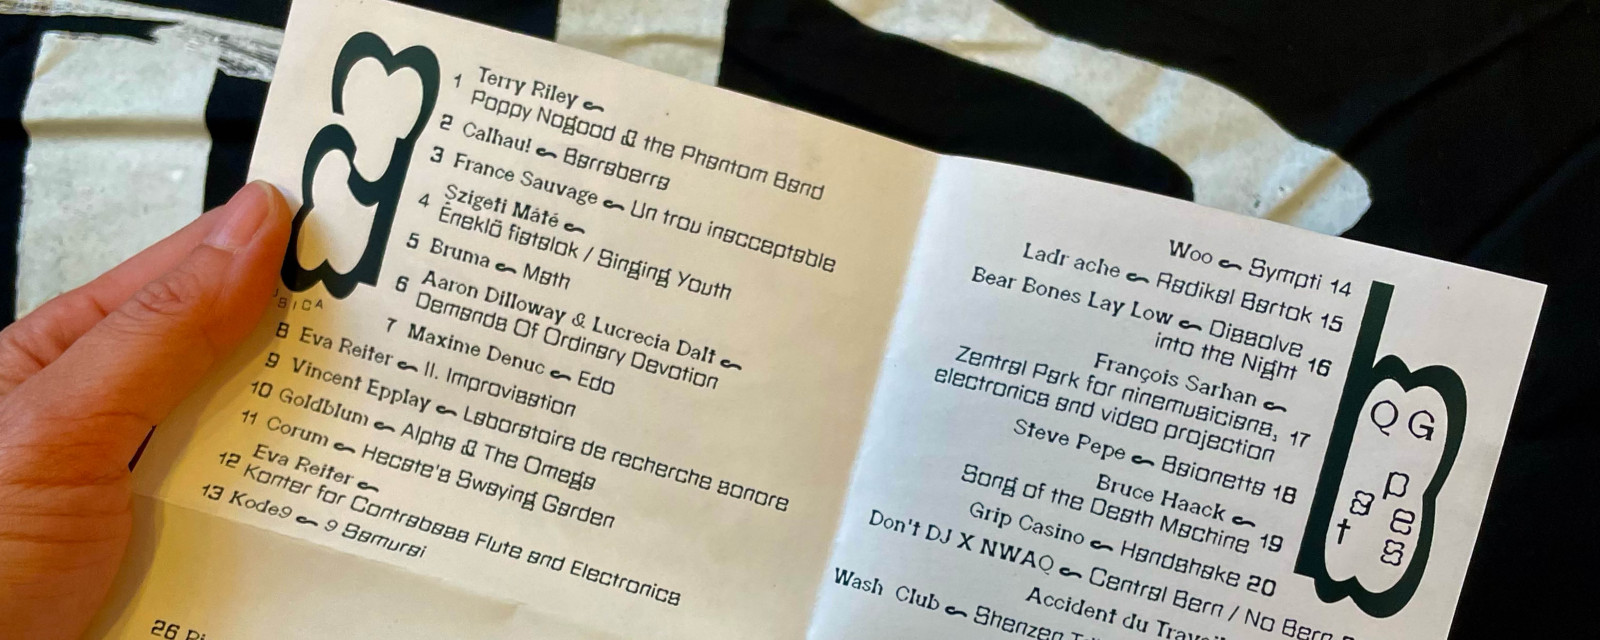 1 Terry Riley ~
Poppy Nogood & the Phantom Band
2 Calhau! ~ Barraberra
3 France Sauvage ~ Un trou inacceptable
4 Szigeti Máté ~
Éneklő fiatalok / Singing Youth
5 Bruma ~ Math
6 Aaron Dilloway & Lucrecia Dalt ~
Demands Of Ordinary Devotion
7 Maxime Denuc ~ Edo
8 Eva Reiter ~ II. Improvisation
9 Vincent Epplay ~ Laboratoire de recherche sonore
10 Goldblum ~ Alpha & The Omega
11 Corum ~ Hecate's Swaying Garden
12 Eva Reiter ~
Konter for Contrabass Flute and Electronics
13 Kode9 ~ 9 Samurai
26
Woo ~ Sympti 14
Ladr ache ~ Radikal Bartok 15
Bear Bones Lay Low ~ Dissolve
into the Night 16
François Sarhan ~
Zentral Park for ninemusicians, 17
electronics and video projection
Steve Pepe ~ Baionetta 18
Bruce Haack ~
Song of the Death Machine 19
Grip Casino ~ Handshake 20
Don't DJ X NWAQ ~ Central Bern / No Bern
Accident du
Wash Club ~ Shenzen
Q G